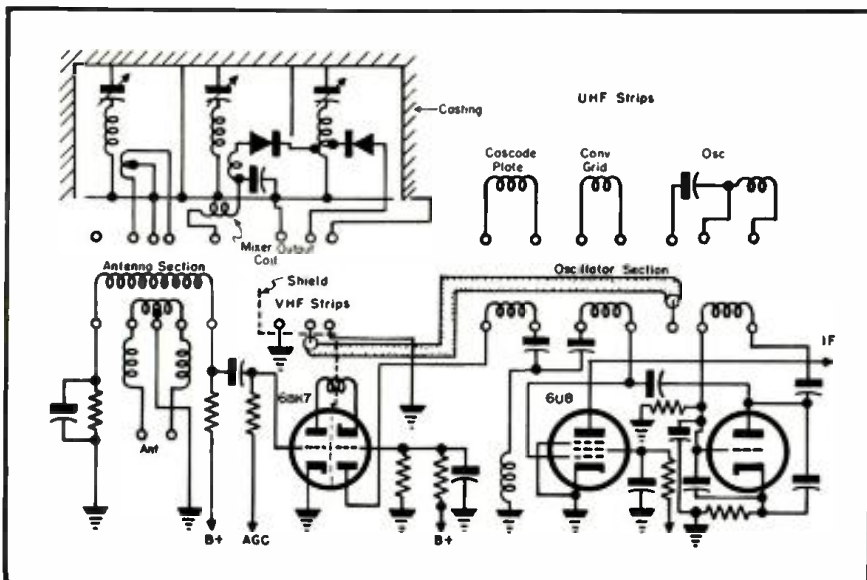 Casting
UHF Strips
Cascode
Plate
Conv
Grid
Osc
Mixer Output
Coil
Antenna Section
Shield
VHF Strips
Oscillator Section
6BK7
6U8
IF
Ant
B+
AGC
B+